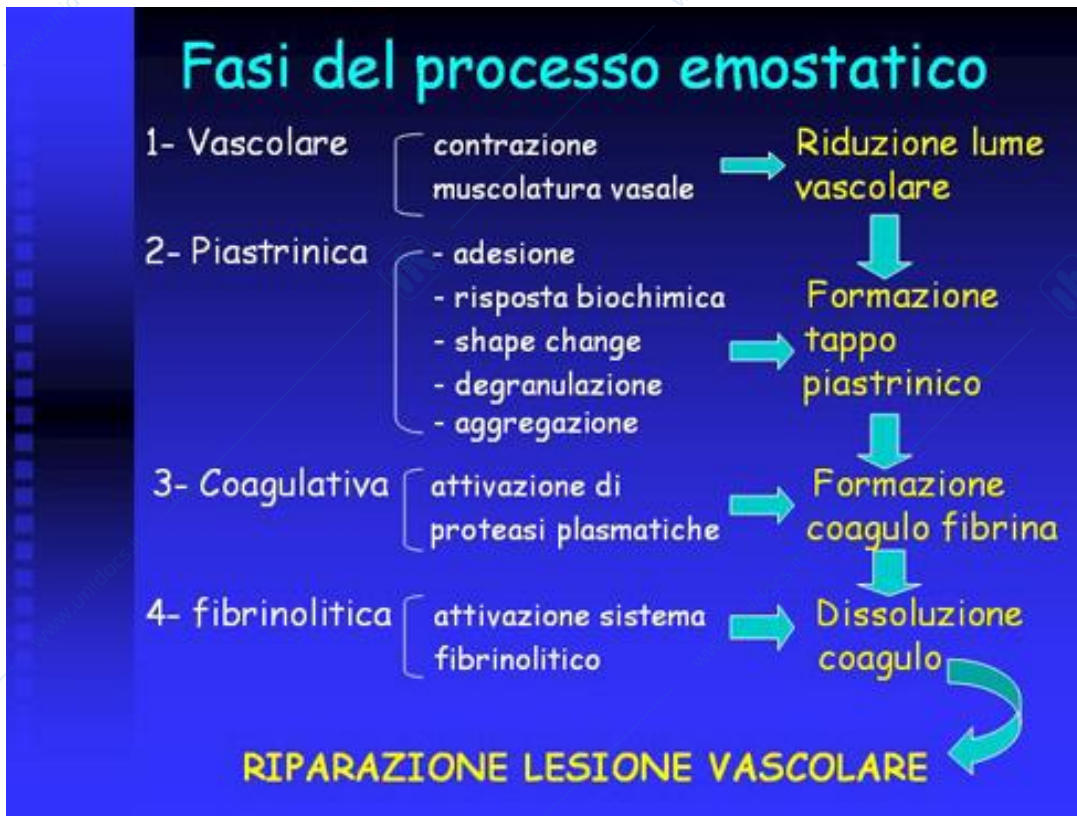 Fasi del processo emostatico
1- Vascolare
contrazione
muscolatura vasale
Riduzione lume
vascolare
2- Piastrinica
- adesione
- risposta biochimica
- shape change
- degranulazione
- aggregazione
Formazione
tappo
piastrinico
3- Coagulativa
attivazione di
proteasi plasmatiche
Formazione
coagulo fibrina
4- fibrinolitica
attivazione sistema
fibrinolitico
Dissoluzione
coagulo
RIPARAZIONE LESIONE VASCOLARE